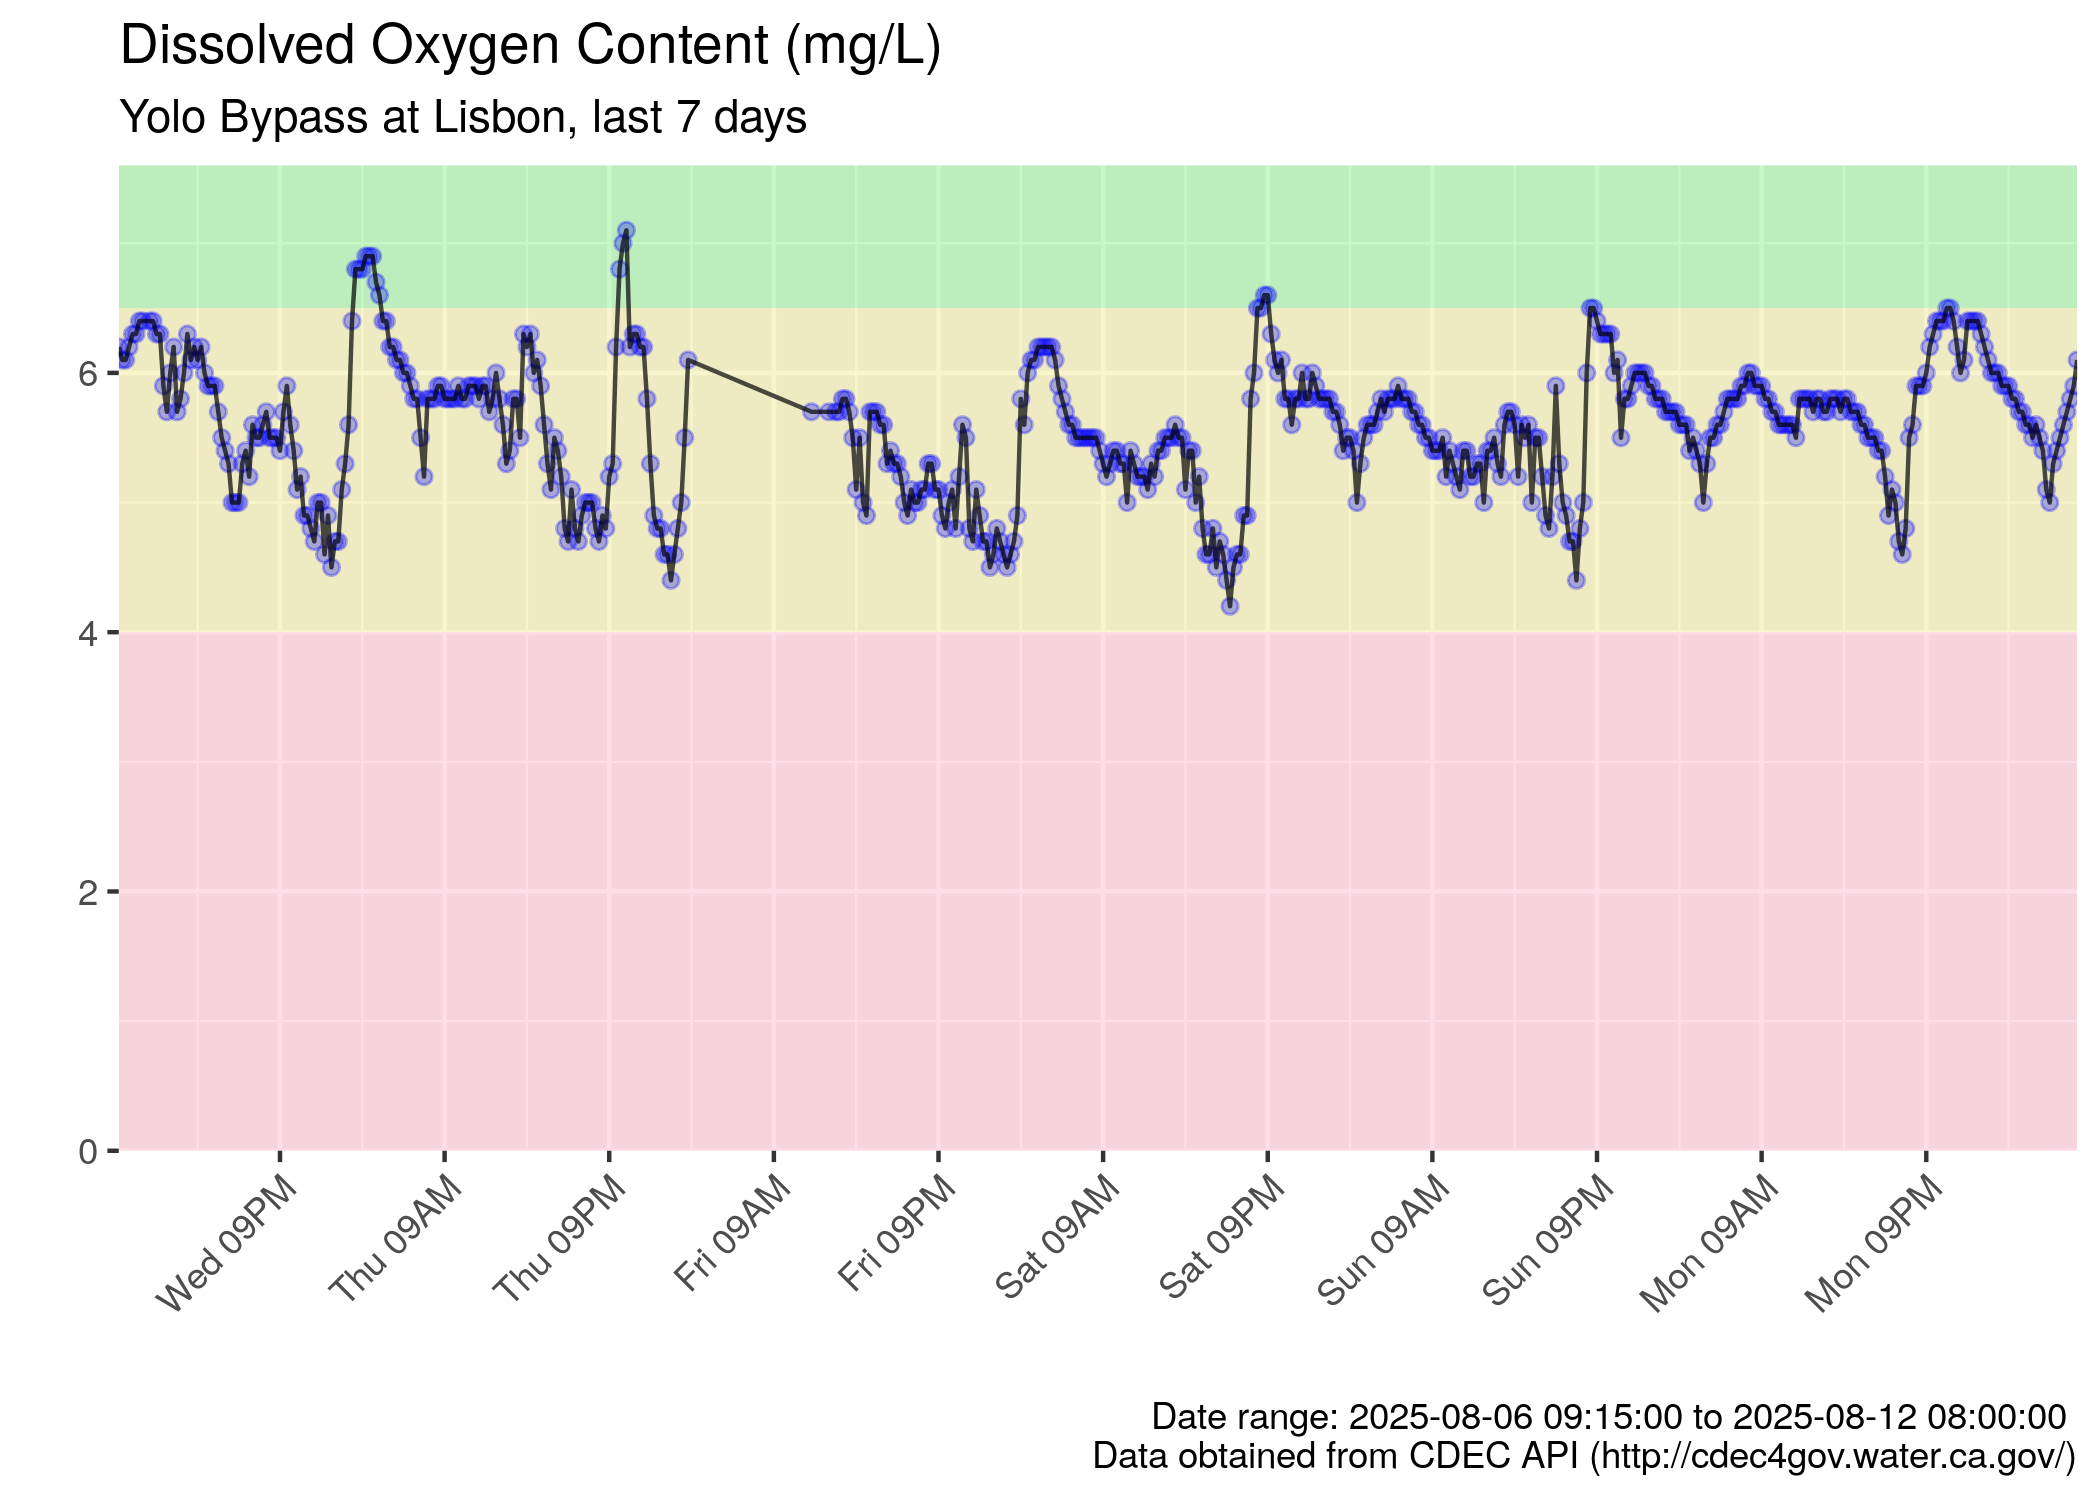 Dissolved Oxygen Content (mg/L)
Yolo Bypass at Lisbon, last 7 days
6
4
2
0
Wed 09PM
Thu 09AM
Thu 09PM
Fri 09AM
Fri 09PM
Sat 09AM
Sat 09PM
Sun 09AM
Sun 09PM
Mon 09AM
Mon 09PM
Date range: 2025-08-06 09:15:00 to 2025-08-12 08:00:00
Data obtained from CDEC API (http://cdec4gov.water.ca.gov/)